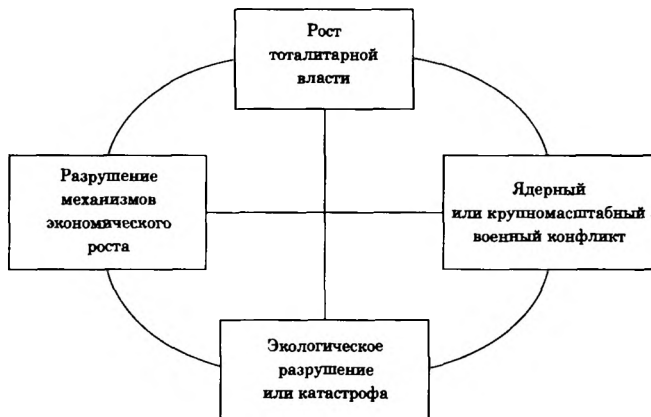 Рост
тоталитарной
власти
Разрушение
механизмов
экономического
роста
Ядерный
или крупномасштабный
военный конфликт
Экологическое
разрушение
или катастрофа